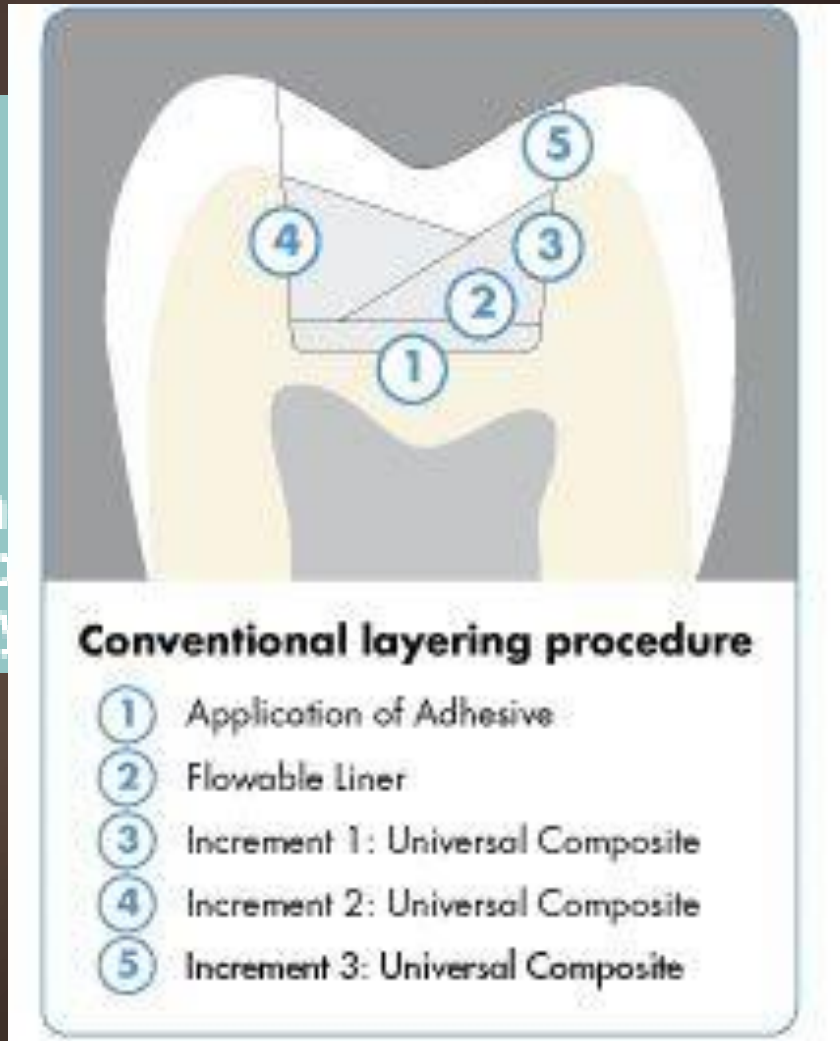 5
4
3
2
1
Conventional layering procedure
1 Application of Adhesive
2 Flowable Liner
3 Increment 1: Universal Composite
4 Increment 2: Universal Composite
5 Increment 3: Universal Composite